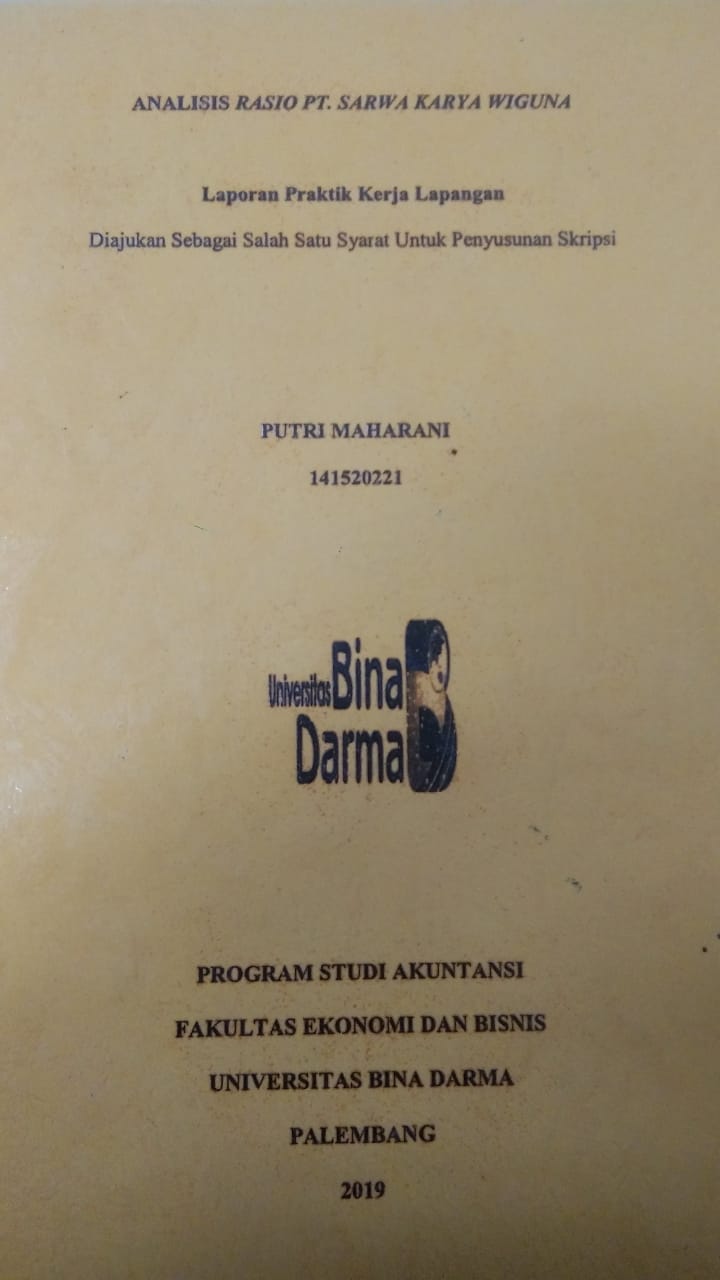 ANALISIS RASIO PT. SARWA KARYA WIGUNA
Laporan Praktik Kerja Lapangan
Diajukan Sebagai Salah Satu Syarat Untuk Penyusunan Skripsi
PUTRI MAHARANI
141520221
Universitas Bina
Darma
PROGRAM STUDI AKUNTANSI
FAKULTAS EKONOMI DAN BISNIS
UNIVERSITAS BINA DARMA
PALEMBANG
2019